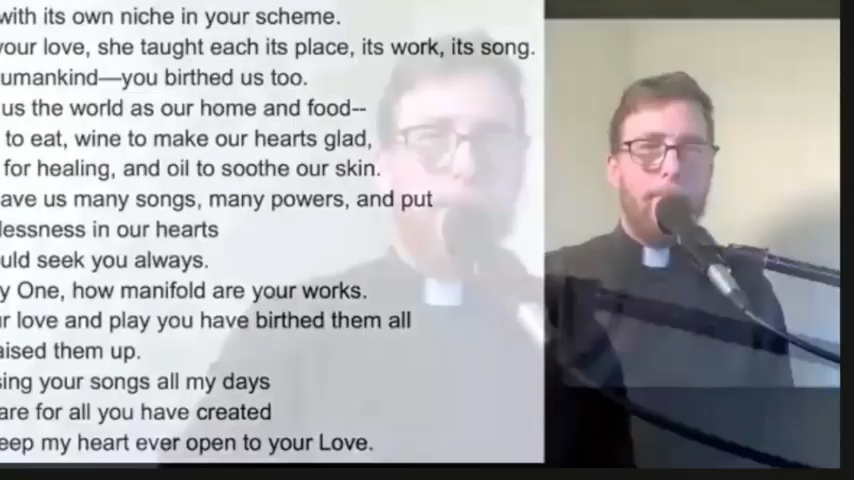 with its own niche in your scheme.
your love, she taught each its place, its work, its song.
umankind—you birthed us too.
us the world as our home and food--
to eat, wine to make our hearts glad,
for healing, and oil to soothe our skin.
ave us many songs, many powers, and put
lessness in our hearts
uld seek you always.
y One, how manifold are your works.
r love and play you have birthed them all
aised them up.
sing your songs all my days
are for all you have created
eep my heart ever open to your Love.